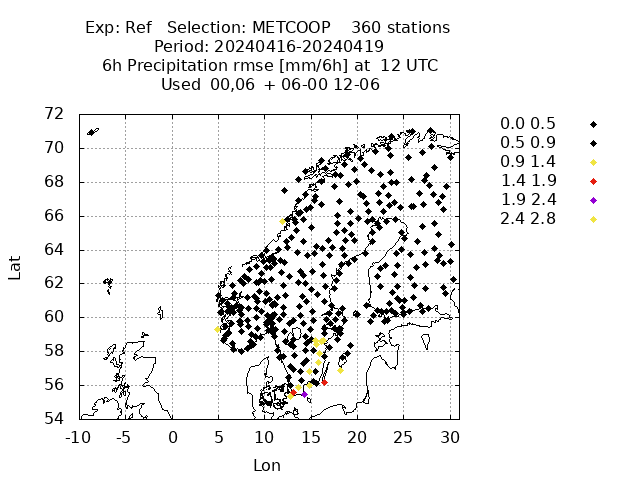 Exp: Ref   Selection: METCOOP    360 stations
Period: 20240416-20240419
6h Precipitation rmse [mm/6h] at  12 UTC
Used  00,06  + 06-00 12-06
72
70
68
66
64
62
60
58
56
54
Lat
-10 -5 0 5 10 15 20 25 30
Lon
0.0 0.5
0.5 0.9
0.9 1.4
1.4 1.9
1.9 2.4
2.4 2.8